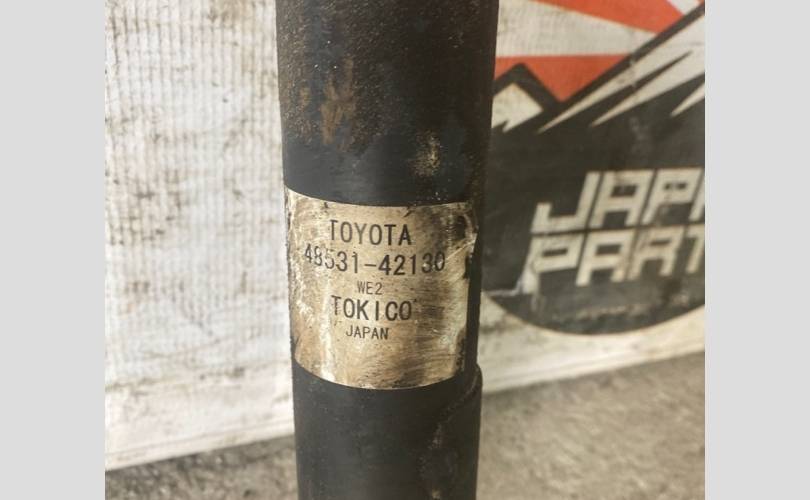 TOYOTA
48531-42130
WE2
TOKICO
JAPAN
JAPA
PART